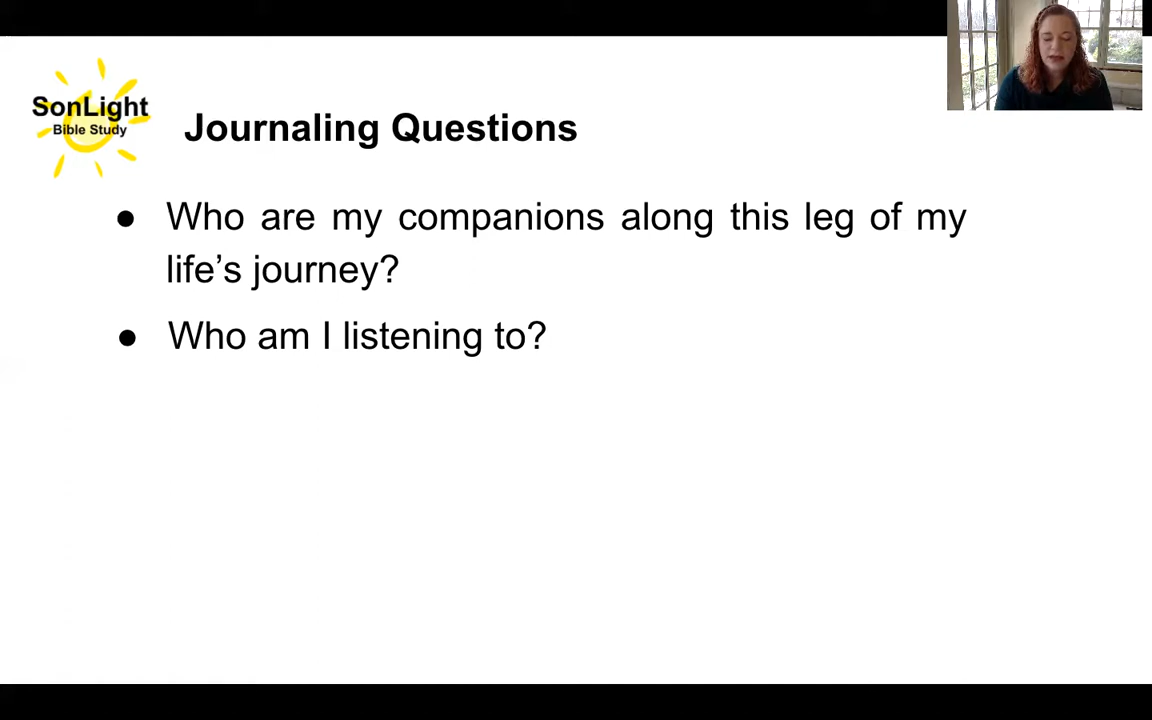 SonLight
Bible Study
Journaling Questions
● Who are my companions along this leg of my
life’s journey?
● Who am I listening to?